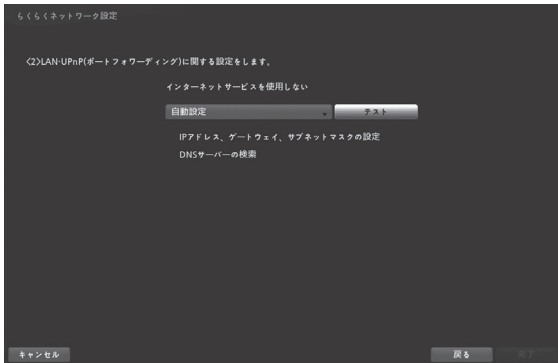 らくらくネットワーク設定
〈2〉LAN·UPnP(ポートフォワーディング)に関する設定をします。
インターネットサービスを使用しない
自動設定 テスト
IPアドレス、ゲートウェイ、サブネットマスクの設定
DNSサーバーの検索
キャンセル 戻る 完了